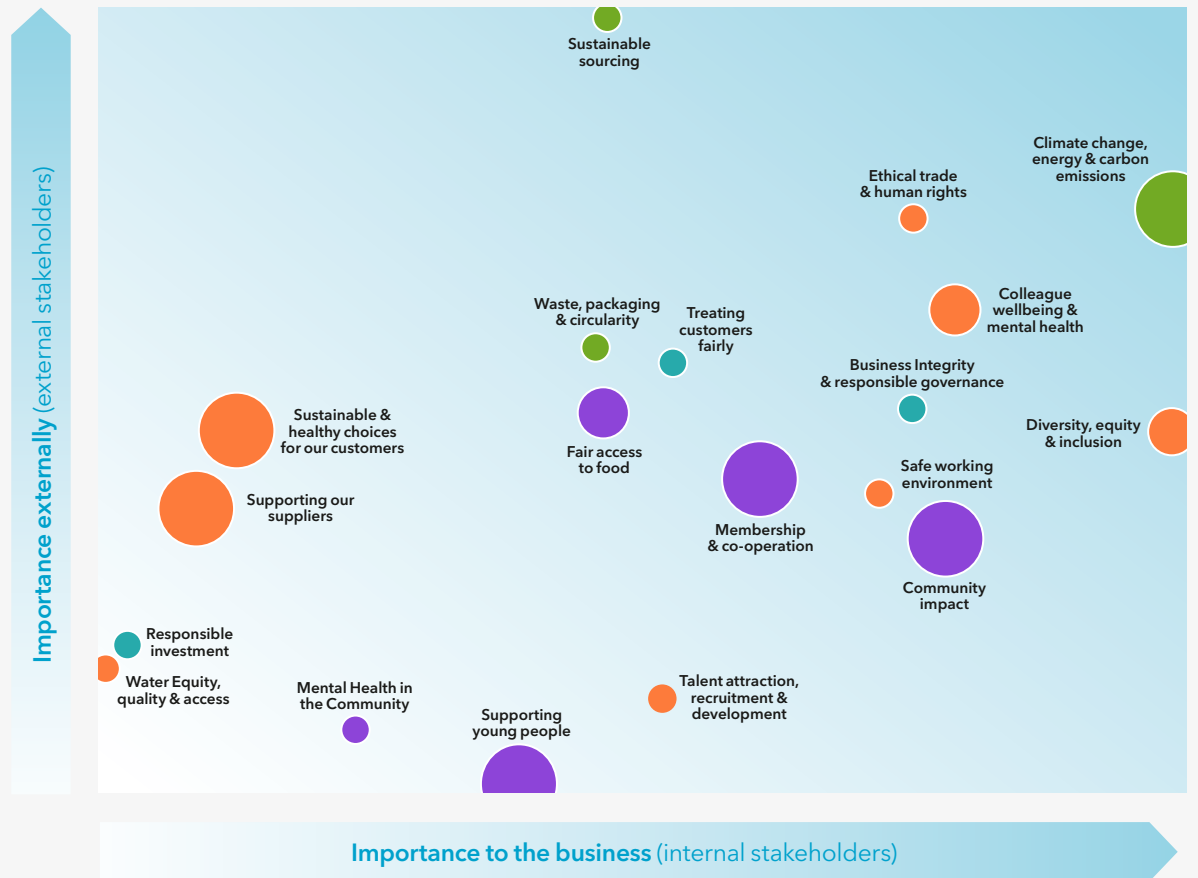 Sustainable
sourcing
Climate change,
energy & carbon
emissions
Ethical trade
& human rights
Colleague
wellbeing &
mental health
Waste, packaging
& circularity
Treating
customers
fairly
Business Integrity
& responsible governance
Sustainable &
healthy choices
for our customers
Fair access
to food
Diversity, equity
& inclusion
Safe working
environment
Supporting our
suppliers
Membership
& co-operation
Community
impact
Responsible
investment
Water Equity,
quality & access
Mental Health in
the Community
Supporting
young people
Talent attraction,
recruitment &
development
Importance externally (external stakeholders)
Importance to the business (internal stakeholders)